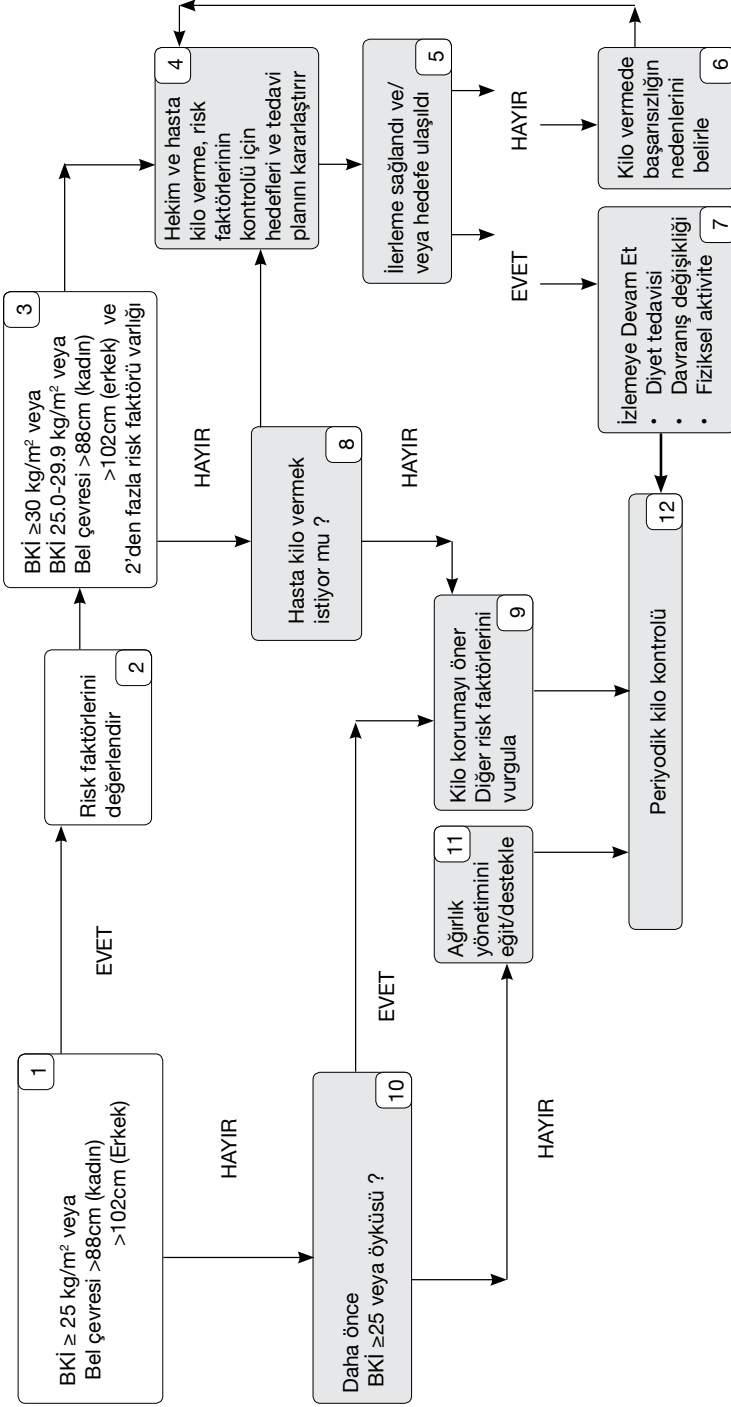 1
BKİ ≥ 25 kg/m² veya
Bel çevresi >88cm (kadın)
>102cm (Erkek)
EVET
HAYIR
2
Risk faktörlerini
değerlendir
3
BKİ ≥30 kg/m² veya
BKİ 25.0-29.9 kg/m² veya
Bel çevresi >88cm (kadın)
>102cm (erkek) ve
2'den fazla risk faktörü varlığı
HAYIR
4
Hekim ve hasta
kilo verme, risk
faktörlerinin
kontrolü için
hedefleri ve tedavi
planını kararlaştırır
5
İlerleme sağlandı ve/
veya hedefe ulaşıldı
EVET
HAYIR
6
Kilo vermede
başarısızlığın
nedenlerini
belirle
7
İzlemeye Devam Et
• Diyet tedavisi
• Davranış değişikliği
• Fiziksel aktivite
8
Hasta kilo vermek
istiyor mu ?
HAYIR
9
Kilo korumayı öner
Diğer risk faktörlerini
vurgula
10
Daha önce
BKİ ≥25 veya öyküsü ?
EVET
HAYIR
11
Ağırlık
yönetimini
eğit/destekle
12
Periyodik kilo kontrolü